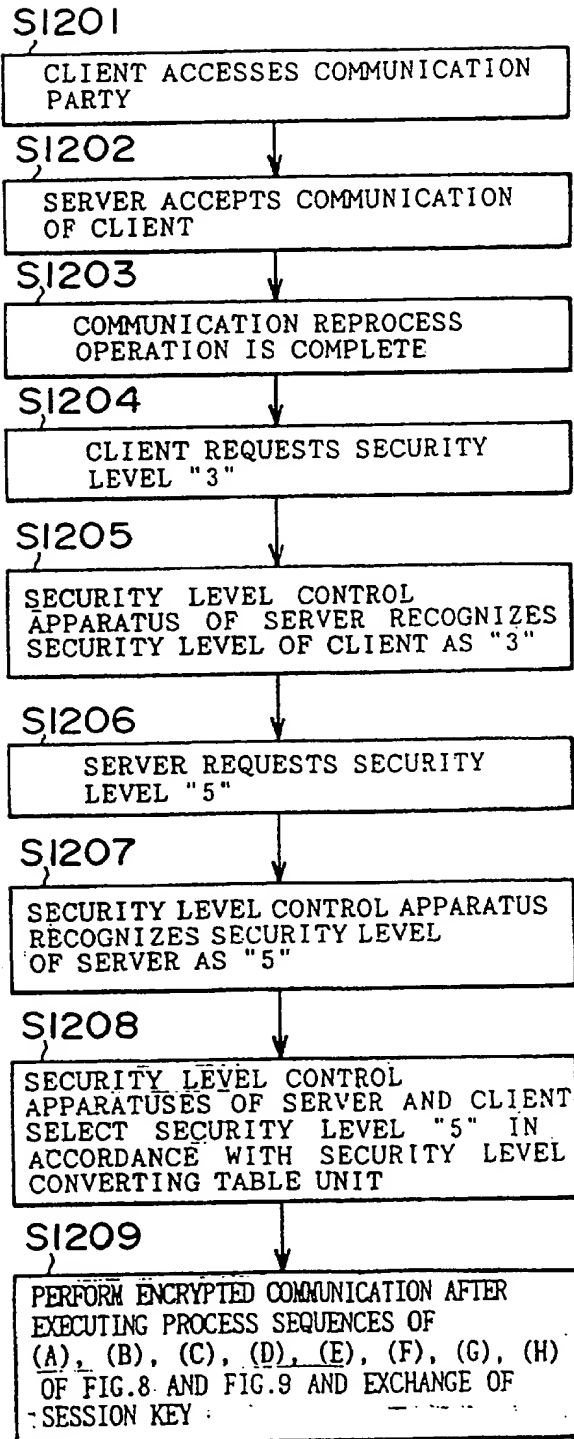 S1201
CLIENT ACCESSES COMMUNICATION
PARTY
S1202
SERVER ACCEPTS COMMUNICATION
OF CLIENT
S1203
COMMUNICATION REPROCESS
OPERATION IS COMPLETE
S1204
CLIENT REQUESTS SECURITY
LEVEL "3"
S1205
SECURITY LEVEL CONTROL
APPARATUS OF SERVER RECOGNIZES
SECURITY LEVEL OF CLIENT AS "3"
S1206
SERVER REQUESTS SECURITY
LEVEL "5"
S1207
SECURITY LEVEL CONTROL APPARATUS
RECOGNIZES SECURITY LEVEL
OF SERVER AS "5"
S1208
SECURITY LEVEL CONTROL
APPARATUSES OF SERVER AND CLIENT
SELECT SECURITY LEVEL "5" IN
ACCORDANCE WITH SECURITY LEVEL
CONVERTING TABLE UNIT
S1209
PERFORM ENCRYPTED COMMUNICATION AFTER
EXECUTING PROCESS SEQUENCES OF
(A), (B), (C), (D), (E), (F), (G), (H)
OF FIG.8 AND FIG.9 AND EXCHANGE OF
SESSION KEY